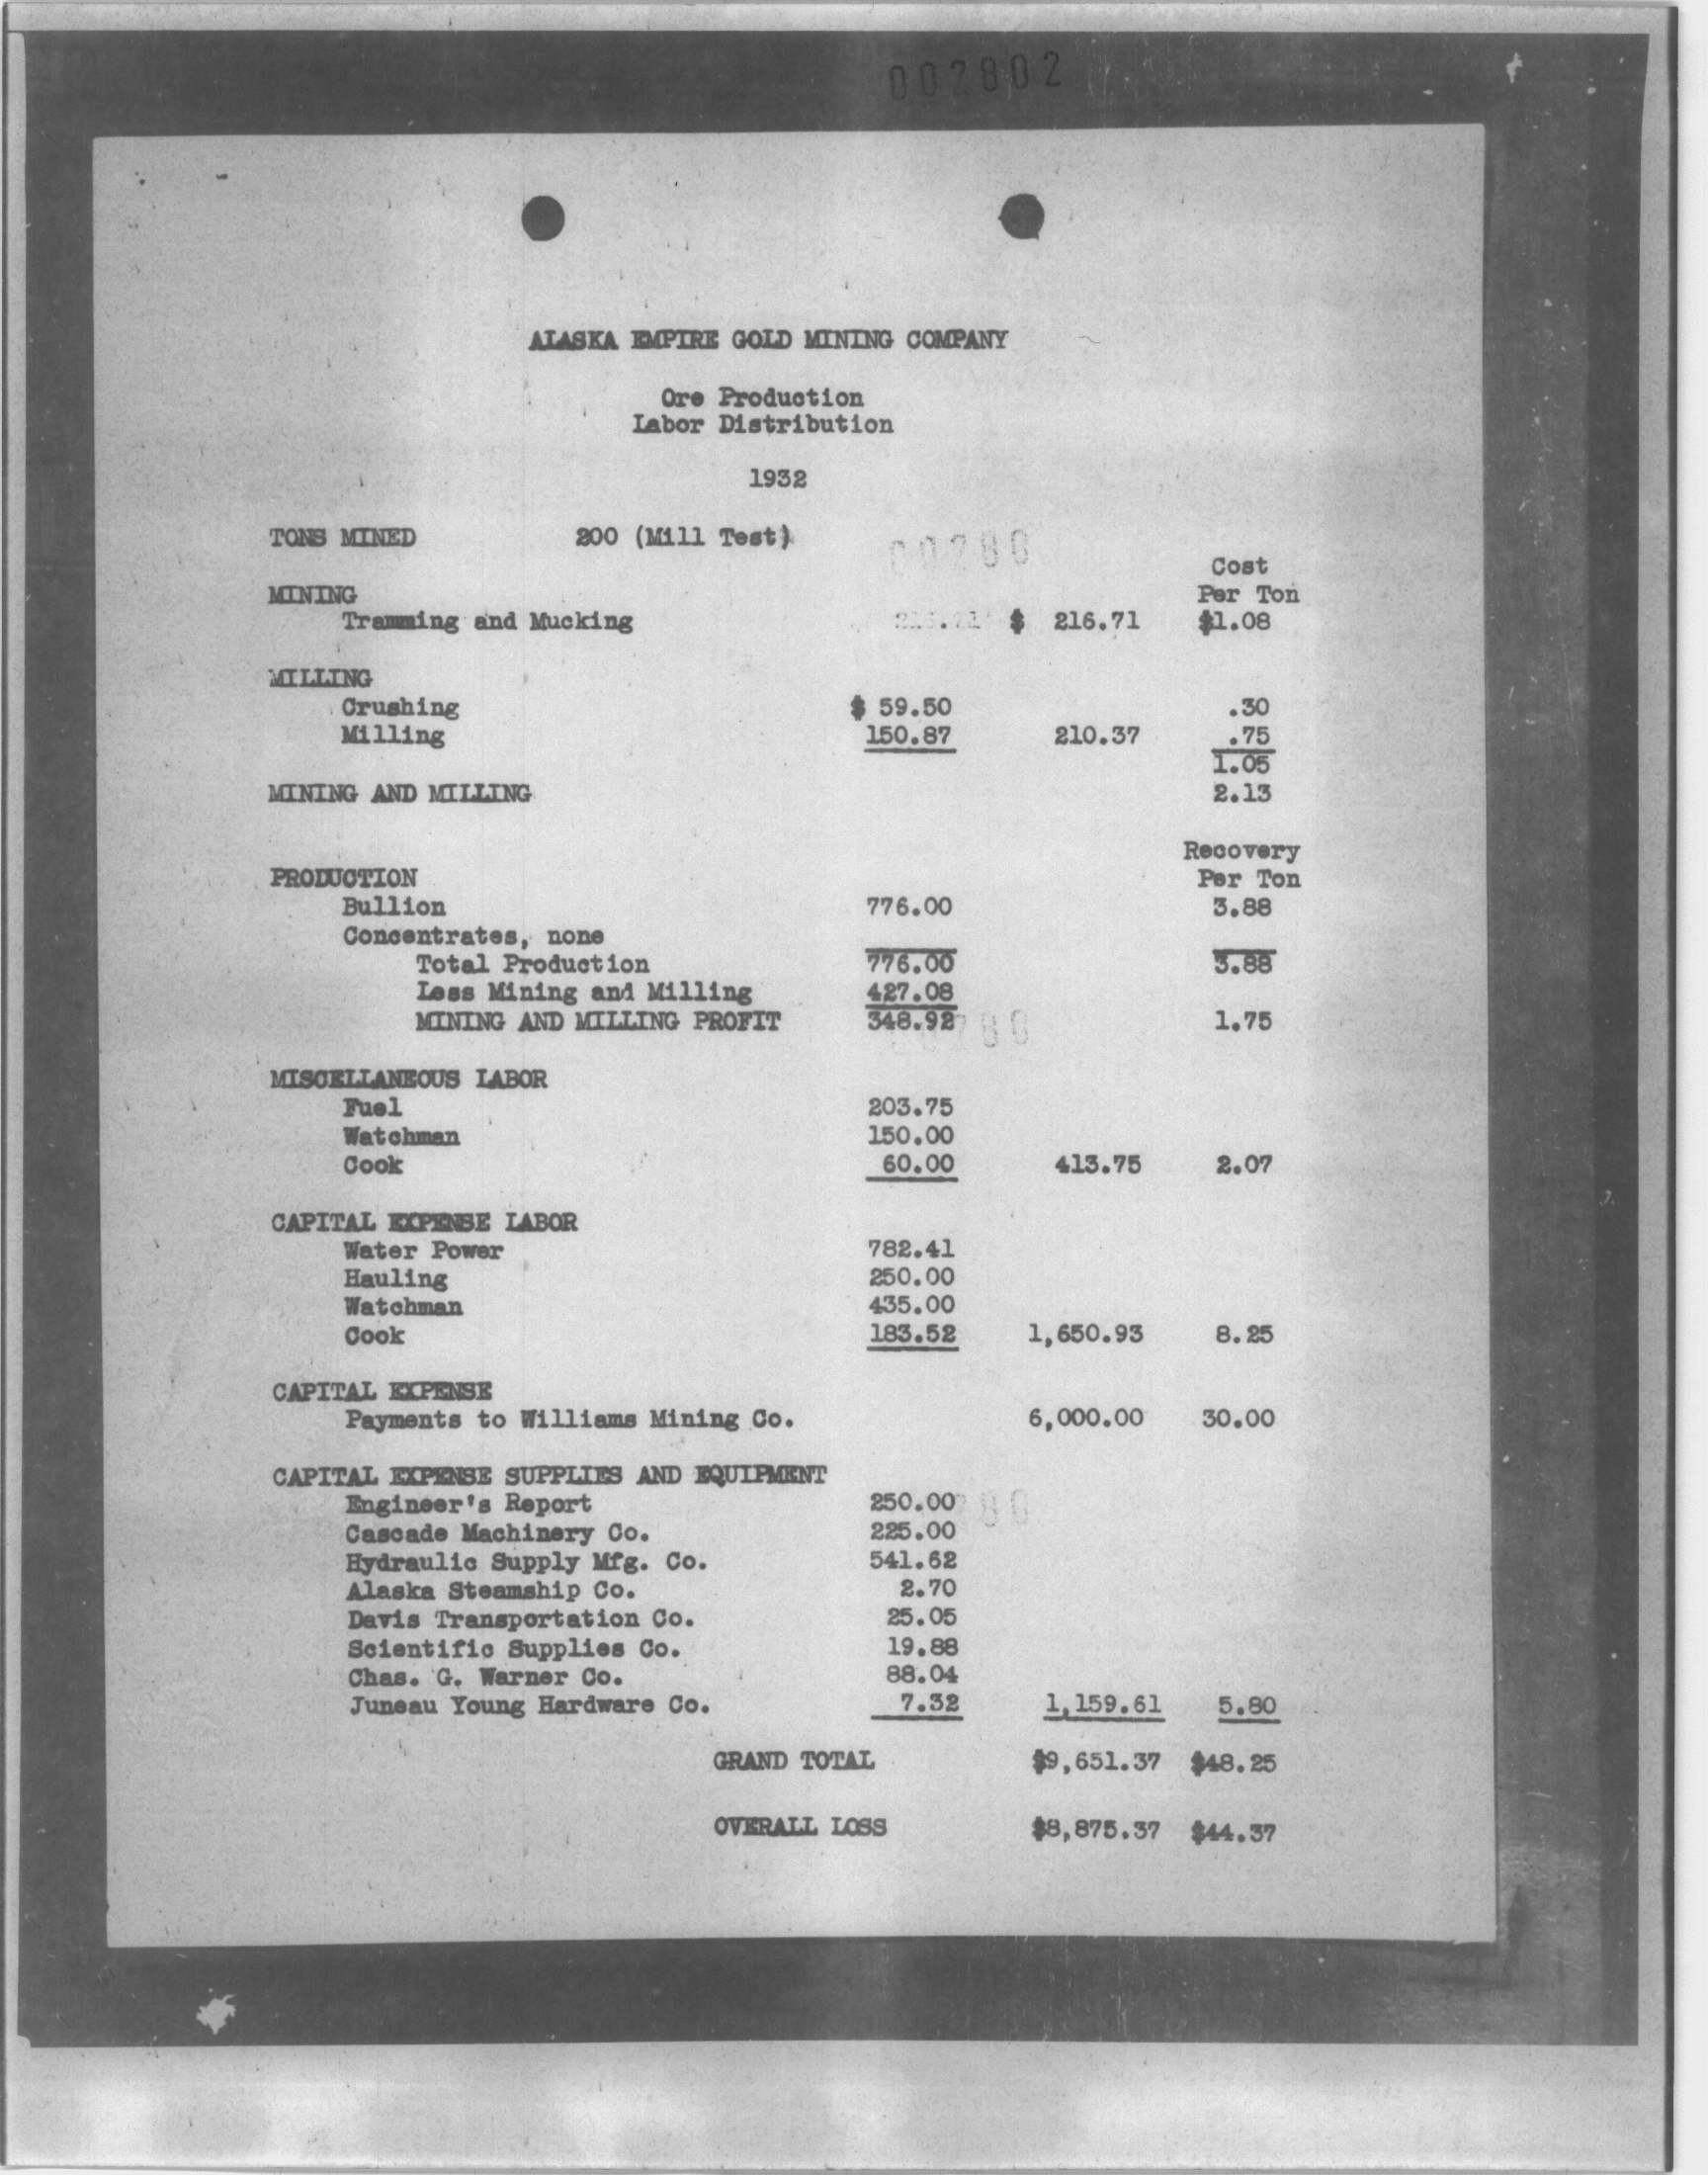 002802
ALASKA EMPIRE GOLD MINING COMPANY
Ore Production
Labor Distribution
1932
TONS MINED 200 (Mill Test)
Cost
MINING Per Ton
Tramming and Mucking $ 216.71 $1.08
MILLING
Crushing $ 59.50 .30
Milling 150.87 210.37 .75
1.05
MINING AND MILLING 2.13
Recovery
PRODUCTION Per Ton
Bullion 776.00 3.88
Concentrates, none
Total Production 776.00 3.88
Less Mining and Milling 427.08
MINING AND MILLING PROFIT 348.92 1.75
MISCELLANEOUS LABOR
Fuel 203.75
Watchman 150.00
Cook 60.00 413.75 2.07
CAPITAL EXPENSE LABOR
Water Power 782.41
Hauling 250.00
Watchman 435.00
Cook 183.52 1,650.93 8.25
CAPITAL EXPENSE
Payments to Williams Mining Co. 6,000.00 30.00
CAPITAL EXPENSE SUPPLIES AND EQUIPMENT
Engineer's Report 250.00
Cascade Machinery Co. 225.00
Hydraulic Supply Mfg. Co. 541.62
Alaska Steamship Co. 2.70
Davis Transportation Co. 25.05
Scientific Supplies Co. 19.88
Chas. G. Warner Co. 88.04
Juneau Young Hardware Co. 7.32 1,159.61 5.80
GRAND TOTAL $9,651.37 $48.25
OVERALL LOSS $8,875.37 $44.37